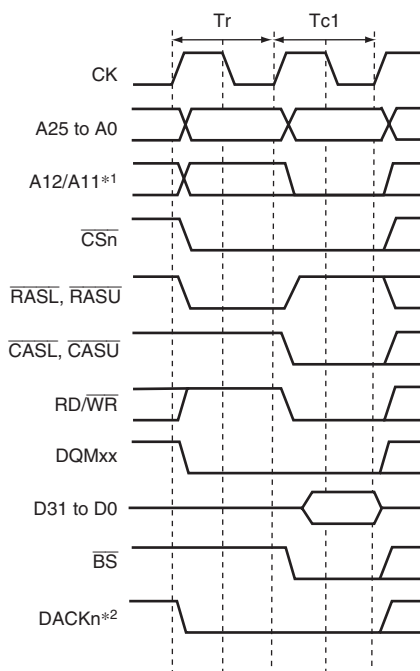 Tr Tc1
CK
A25 to A0
A12/A11*1
CSn
RASL, RASU
CASL, CASU
RD/WR
DQMxx
D31 to D0
BS
DACKn*2